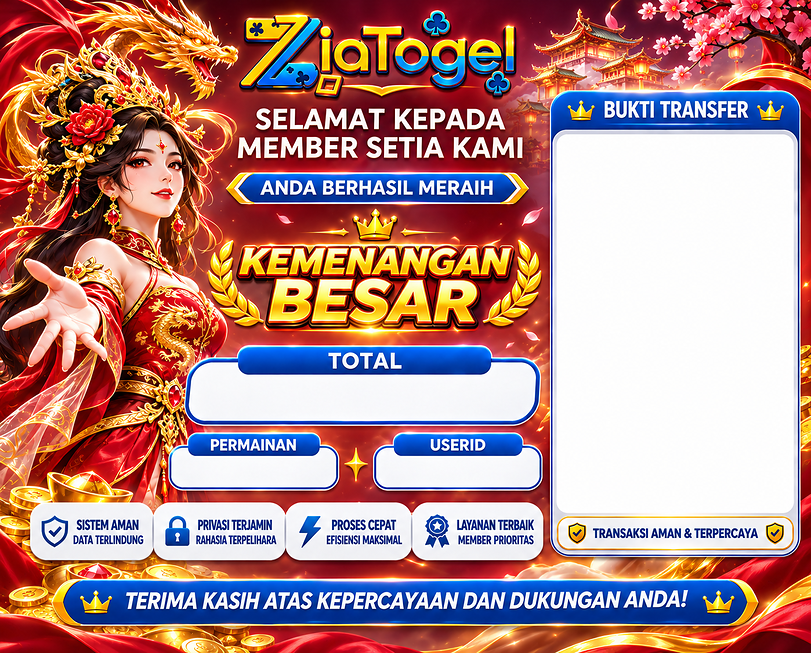 ZiaTogel
SELAMAT KEPADA
MEMBER SETIA KAMI
ANDA BERHASIL MERAIH
KEMENANGAN
BESAR
TOTAL
PERMAINAN
USERID
BUKTI TRANSFER
TRANSAKSI AMAN & TERPERCAYA
SISTEM AMAN
DATA TERLINDUNG
PRIVASI TERJAMIN
RAHASIA TERPELIHARA
PROSES CEPAT
EFISIENSI MAKSIMAL
LAYANAN TERBAIK
MEMBER PRIORITAS
TERIMA KASIH ATAS KEPERCAYAAN DAN DUKUNGAN ANDA!